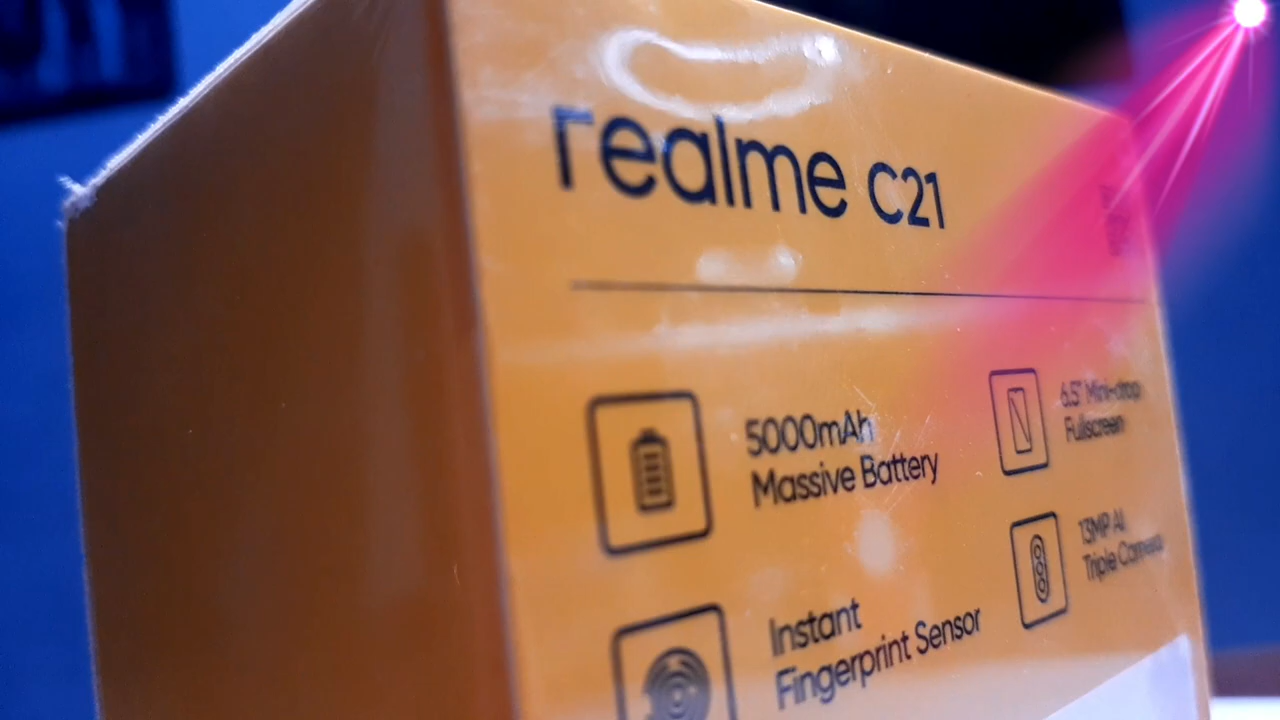 realme C21
5000mAh
Massive Battery
6.5" Mini-drop
Fullscreen
13MP AI
Triple Camera
Instant
Fingerprint Sensor